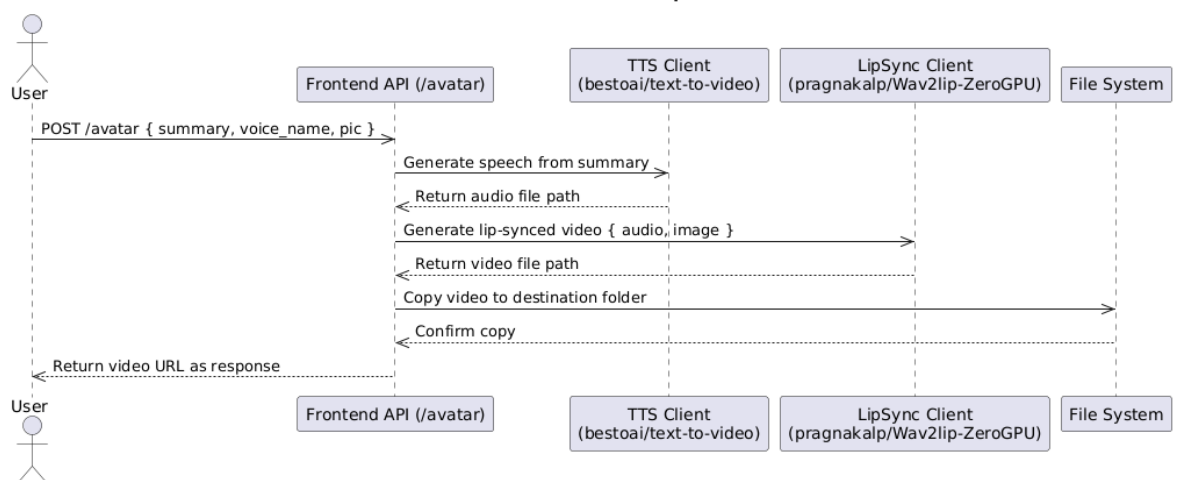 User
Frontend API (/avatar)
TTS Client
(bestoai/text-to-video)
LipSync Client
(pragnakalp/Wav2lip-ZeroGPU)
File System
POST /avatar { summary, voice_name, pic }
Generate speech from summary
Return audio file path
Generate lip-synced video { audio, image }
Return video file path
Copy video to destination folder
Confirm copy
Return video URL as response
User
Frontend API (/avatar)
TTS Client
(bestoai/text-to-video)
LipSync Client
(pragnakalp/Wav2lip-ZeroGPU)
File System